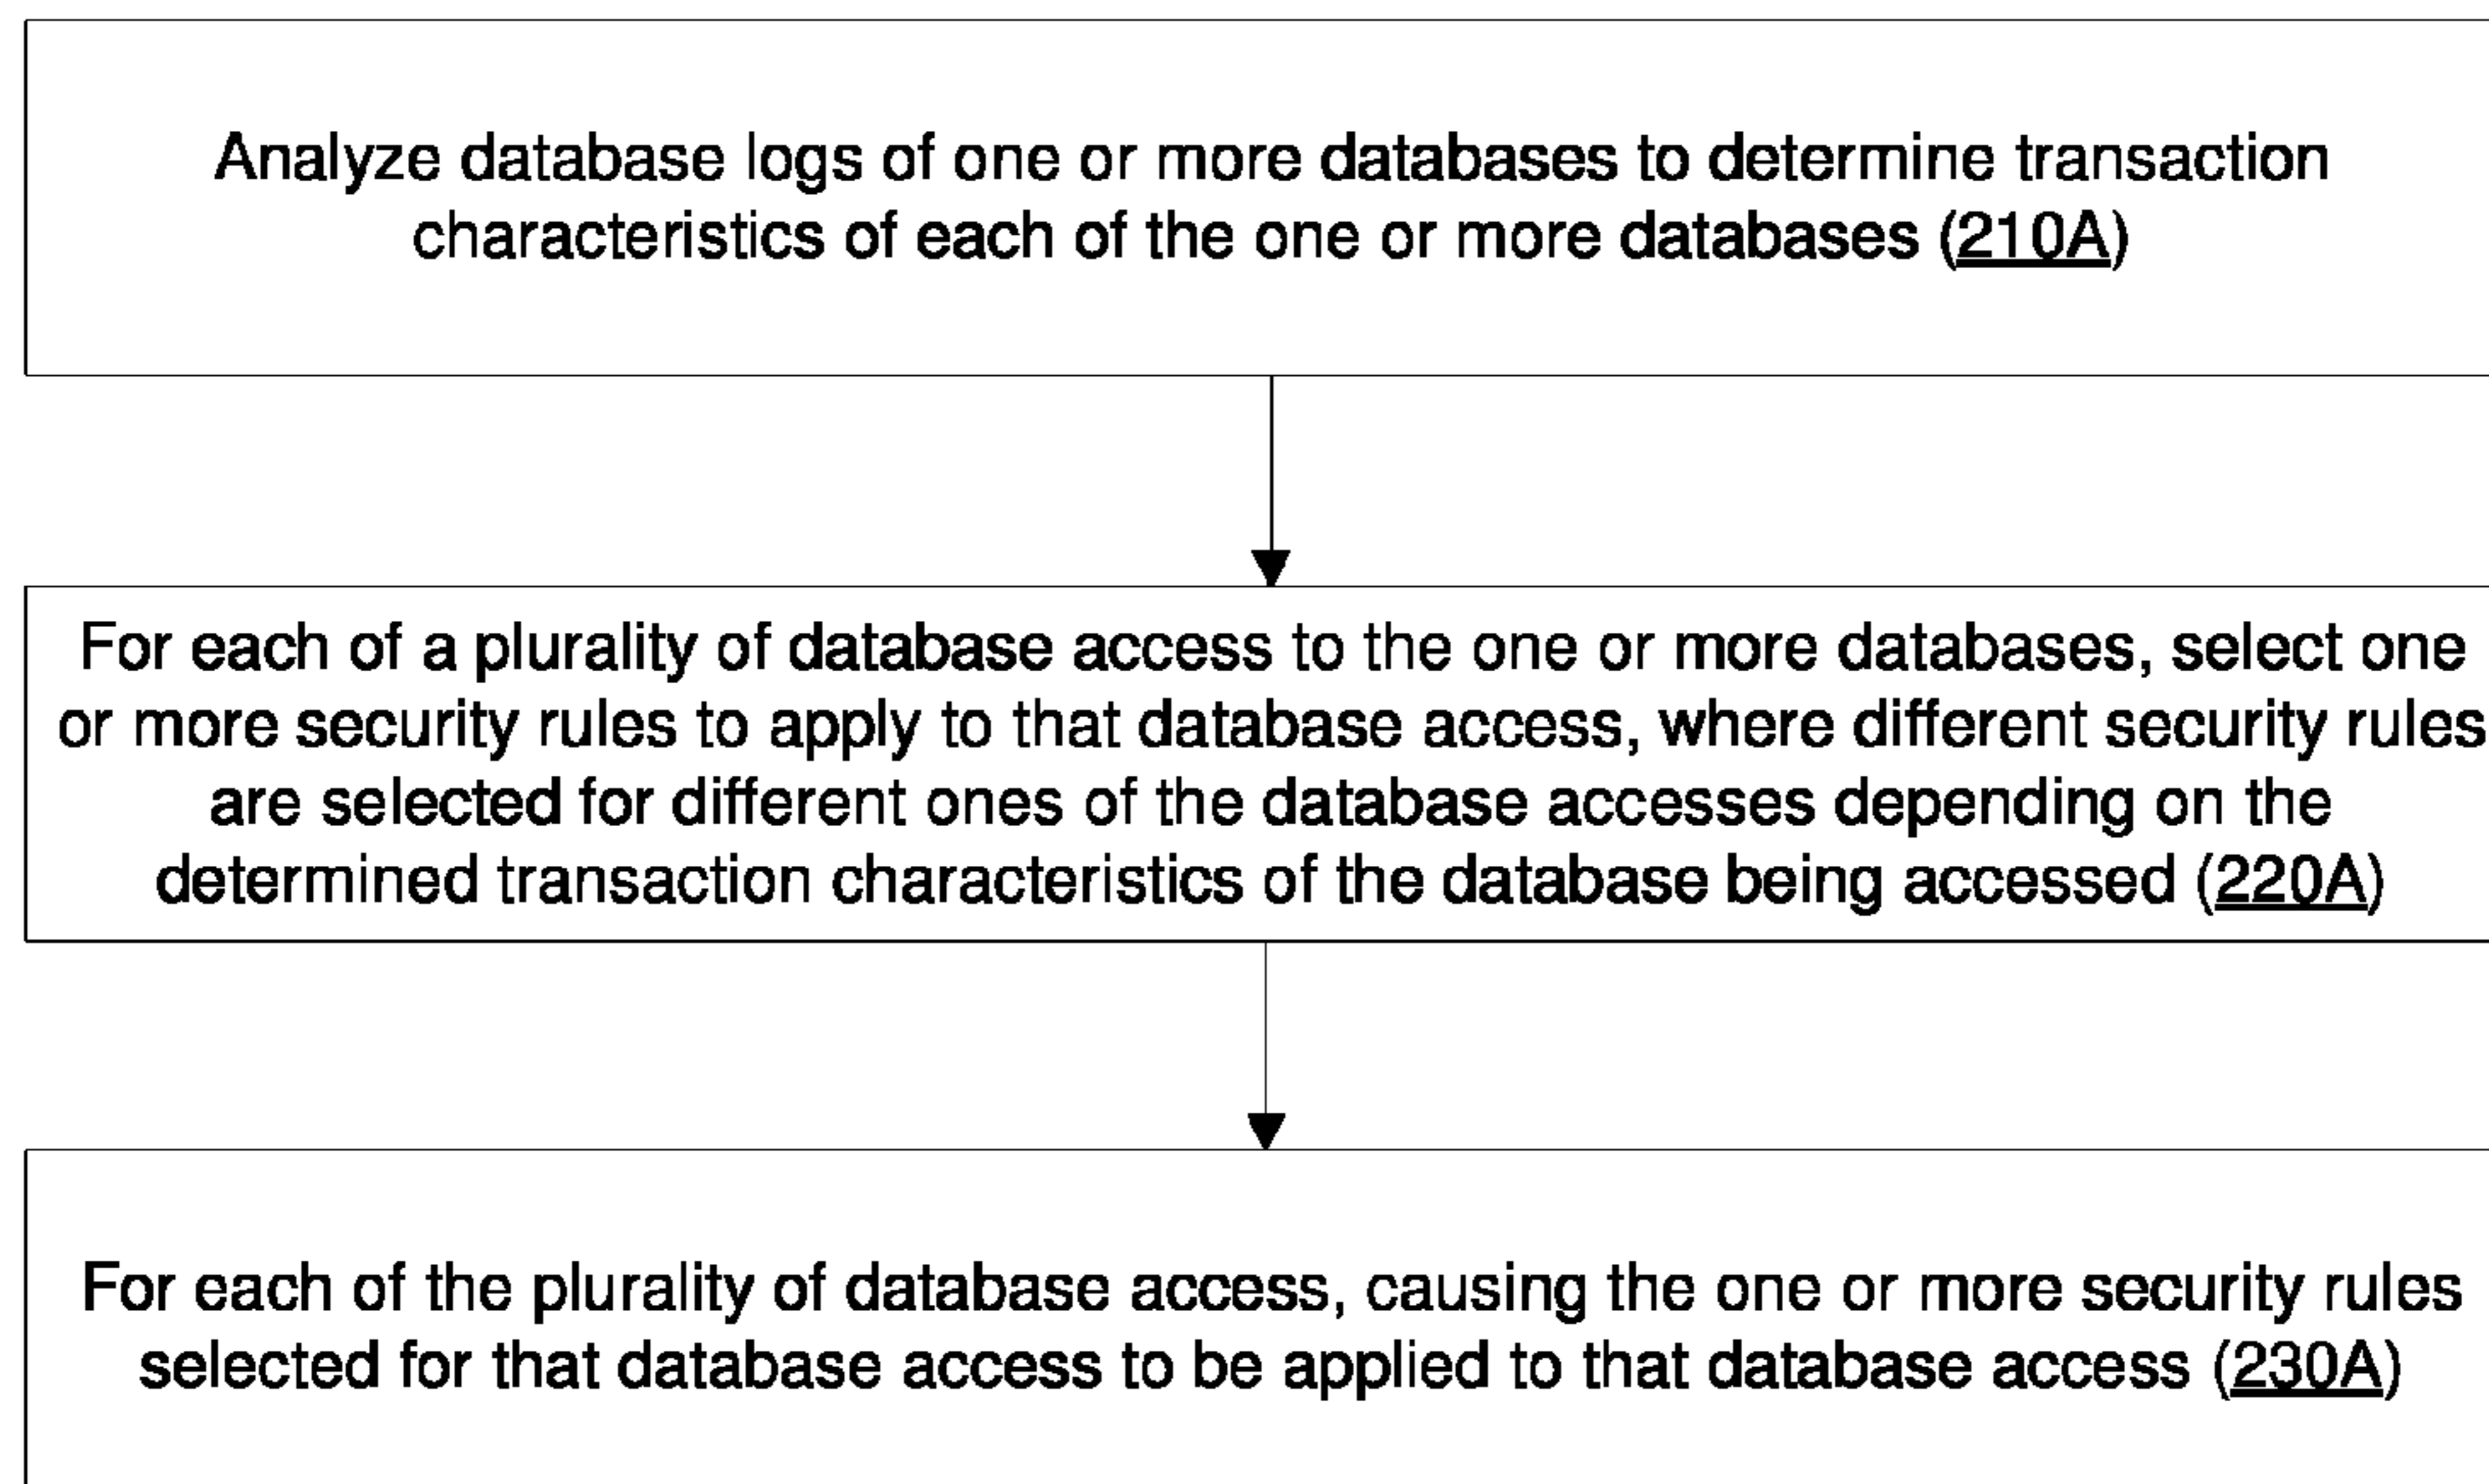 Analyze database logs of one or more databases to determine transaction
characteristics of each of the one or more databases (210A)
For each of a plurality of database access to the one or more databases, select one
or more security rules to apply to that database access, where different security rules
are selected for different ones of the database accesses depending on the
determined transaction characteristics of the database being accessed (220A)
For each of the plurality of database access, causing the one or more security rules
selected for that database access to be applied to that database access (230A)